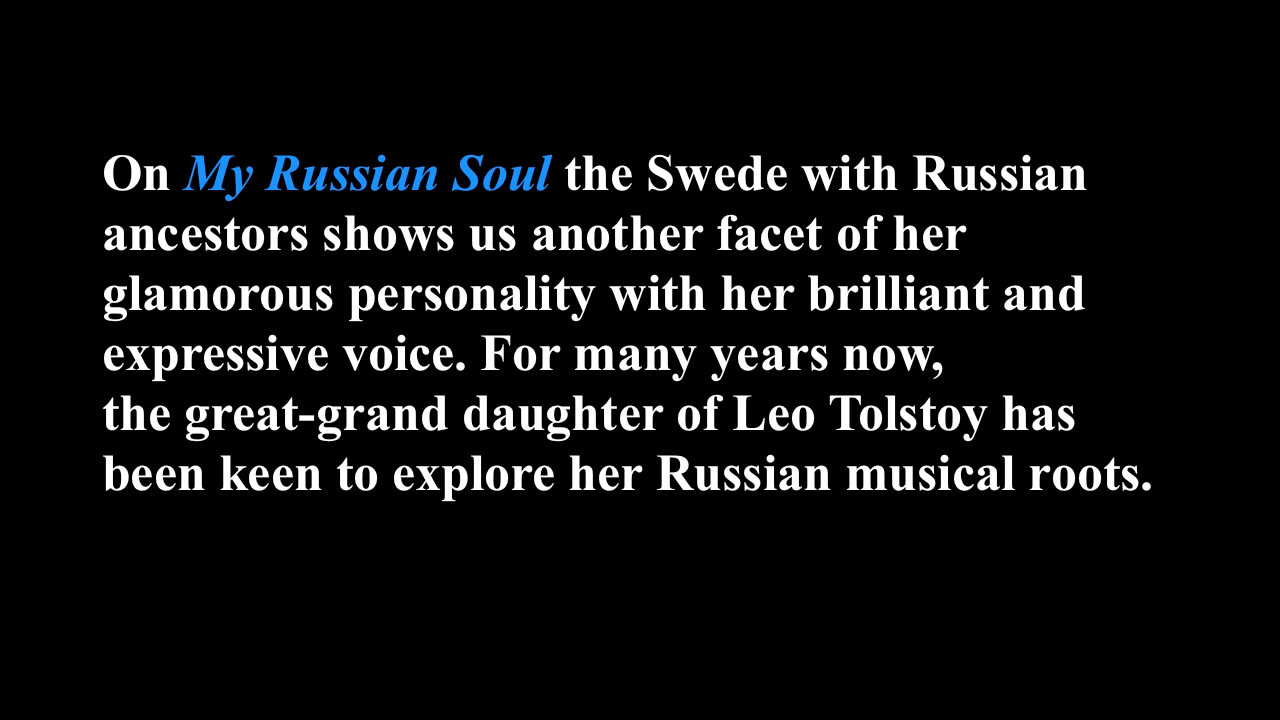 On My Russian Soul the Swede with Russian
ancestors shows us another facet of her
glamorous personality with her brilliant and
expressive voice. For many years now,
the great-grand daughter of Leo Tolstoy has
been keen to explore her Russian musical roots.